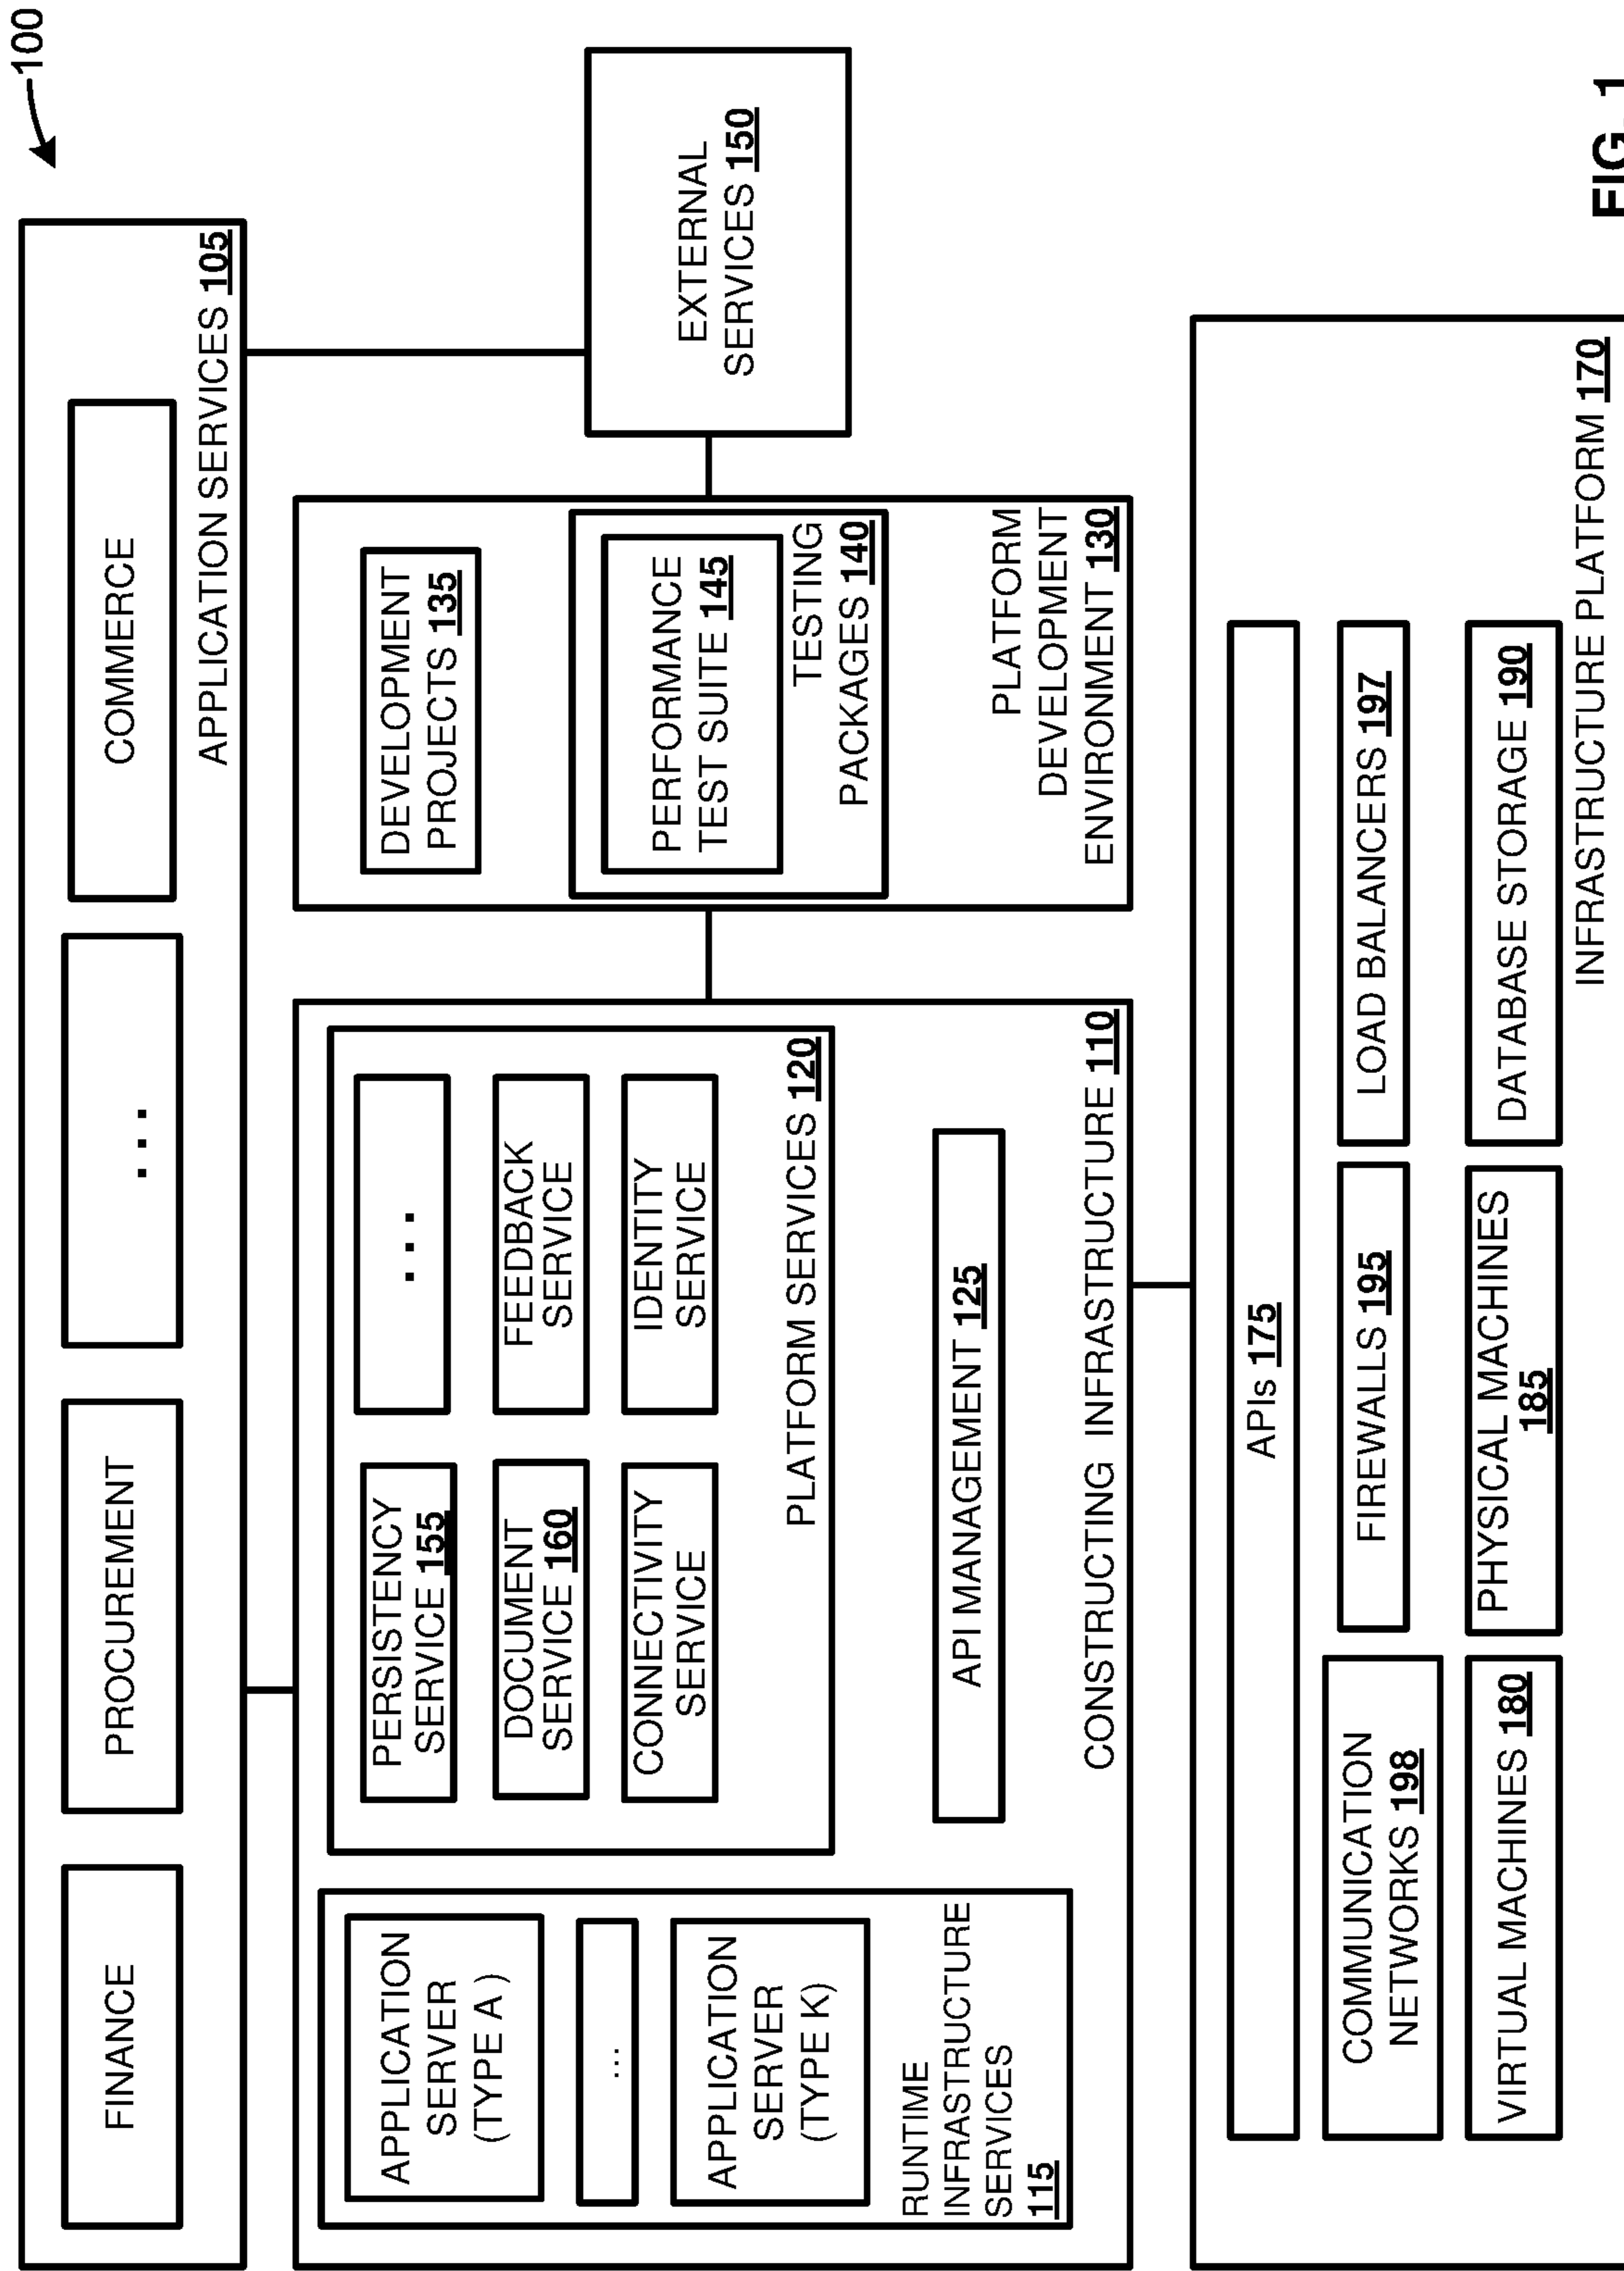 100
FINANCE
PROCUREMENT
...
COMMERCE
APPLICATION SERVICES 105
APPLICATION
SERVER
(TYPE A )
...
APPLICATION
SERVER
(TYPE K)
RUNTIME
INFRASTRUCTURE
SERVICES
115
PERSISTENCY
SERVICE 155
...
DOCUMENT
SERVICE 160
FEEDBACK
SERVICE
CONNECTIVITY
SERVICE
IDENTITY
SERVICE
PLATFORM SERVICES 120
API MANAGEMENT 125
CONSTRUCTING INFRASTRUCTURE 110
DEVELOPMENT
PROJECTS 135
PERFORMANCE
TEST SUITE 145
TESTING
PACKAGES 140
PLATFORM
DEVELOPMENT
ENVIRONMENT 130
EXTERNAL
SERVICES 150
APIs 175
COMMUNICATION
NETWORKS 198
FIREWALLS 195
LOAD BALANCERS 197
VIRTUAL MACHINES 180
PHYSICAL MACHINES
185
DATABASE STORAGE 190
INFRASTRUCTURE PLATFORM 170
FIG. 1